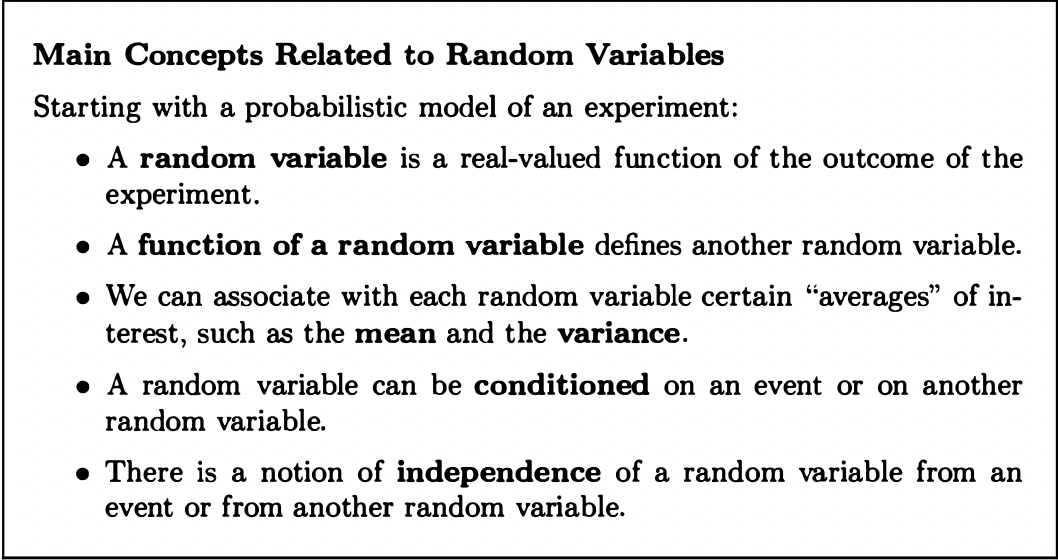 Main Concepts Related to Random Variables
Starting with a probabilistic model of an experiment:
• A random variable is a real-valued function of the outcome of the
experiment.
• A function of a random variable defines another random variable.
• We can associate with each random variable certain “averages” of in-
terest, such as the mean and the variance.
• A random variable can be conditioned on an event or on another
random variable.
• There is a notion of independence of a random variable from an
event or from another random variable.